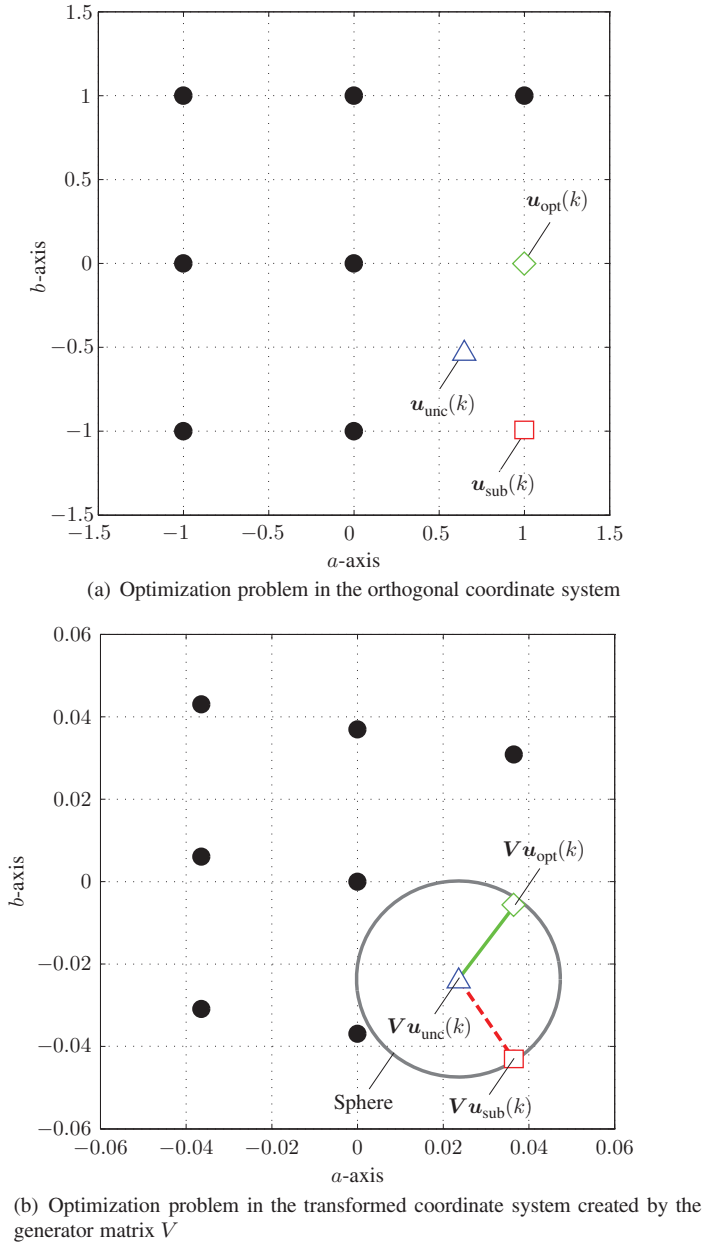 1.5
1
0.5
0
−0.5
−1
−1.5
b-axis
u_opt(k)
u_unc(k)
u_sub(k)
−1.5 −1 −0.5 0 0.5 1 1.5
a-axis
(a) Optimization problem in the orthogonal coordinate system
0.06
0.04
0.02
0
−0.02
−0.04
−0.06
b-axis
Vu_opt(k)
Vu_unc(k)
Sphere
Vu_sub(k)
−0.06 −0.04 −0.02 0 0.02 0.04 0.06
a-axis
(b) Optimization problem in the transformed coordinate system created by the
generator matrix V